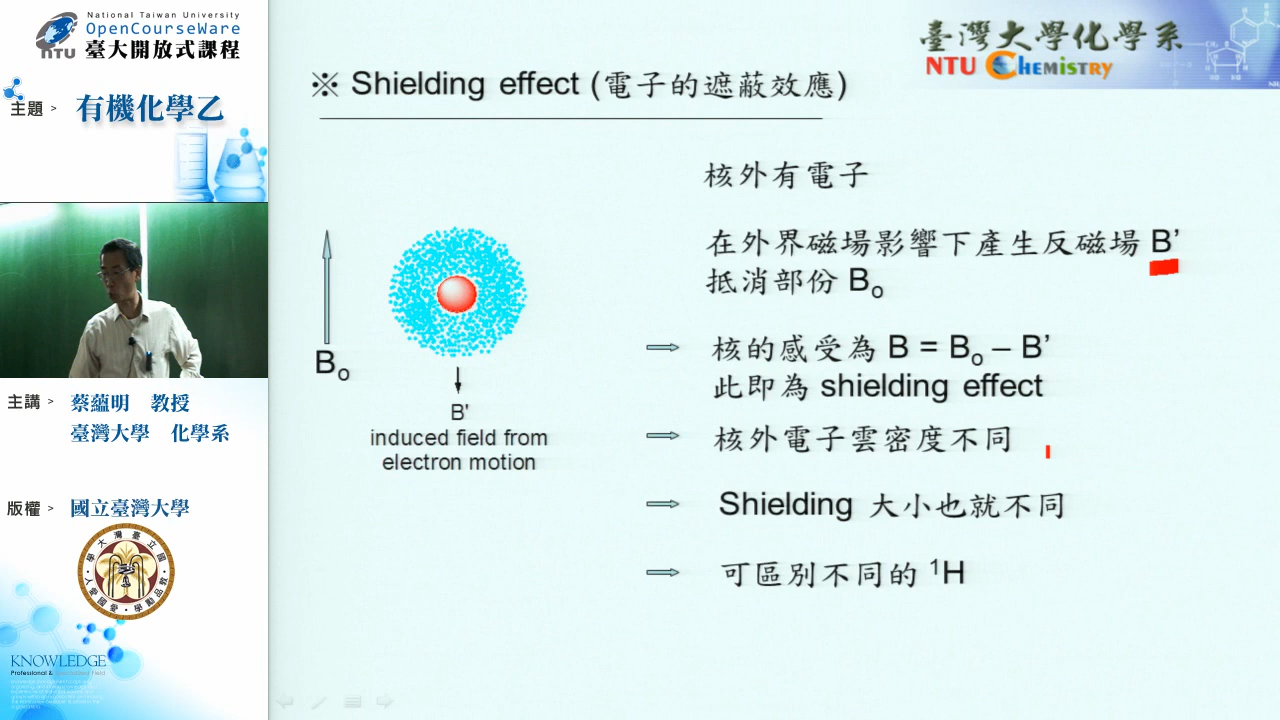 National Taiwan University
OpenCourseWare
NTU 臺大開放式課程
主題 > 有機化學乙
主講 > 蔡蘊明 教授
臺灣大學 化學系
版權 > 國立臺灣大學
KNOWLEDGE
臺灣大學化學系
NTU Chemistry
※ Shielding effect (電子的遮蔽效應)
核外有電子
在外界磁場影響下產生反磁場 B’
抵消部份 Bo
⇨ 核的感受為 B = Bo – B’
此即為 shielding effect
⇨ 核外電子雲密度不同
⇨ Shielding 大小也就不同
⇨ 可區別不同的 ¹H
Bo
B'
induced field from
electron motion